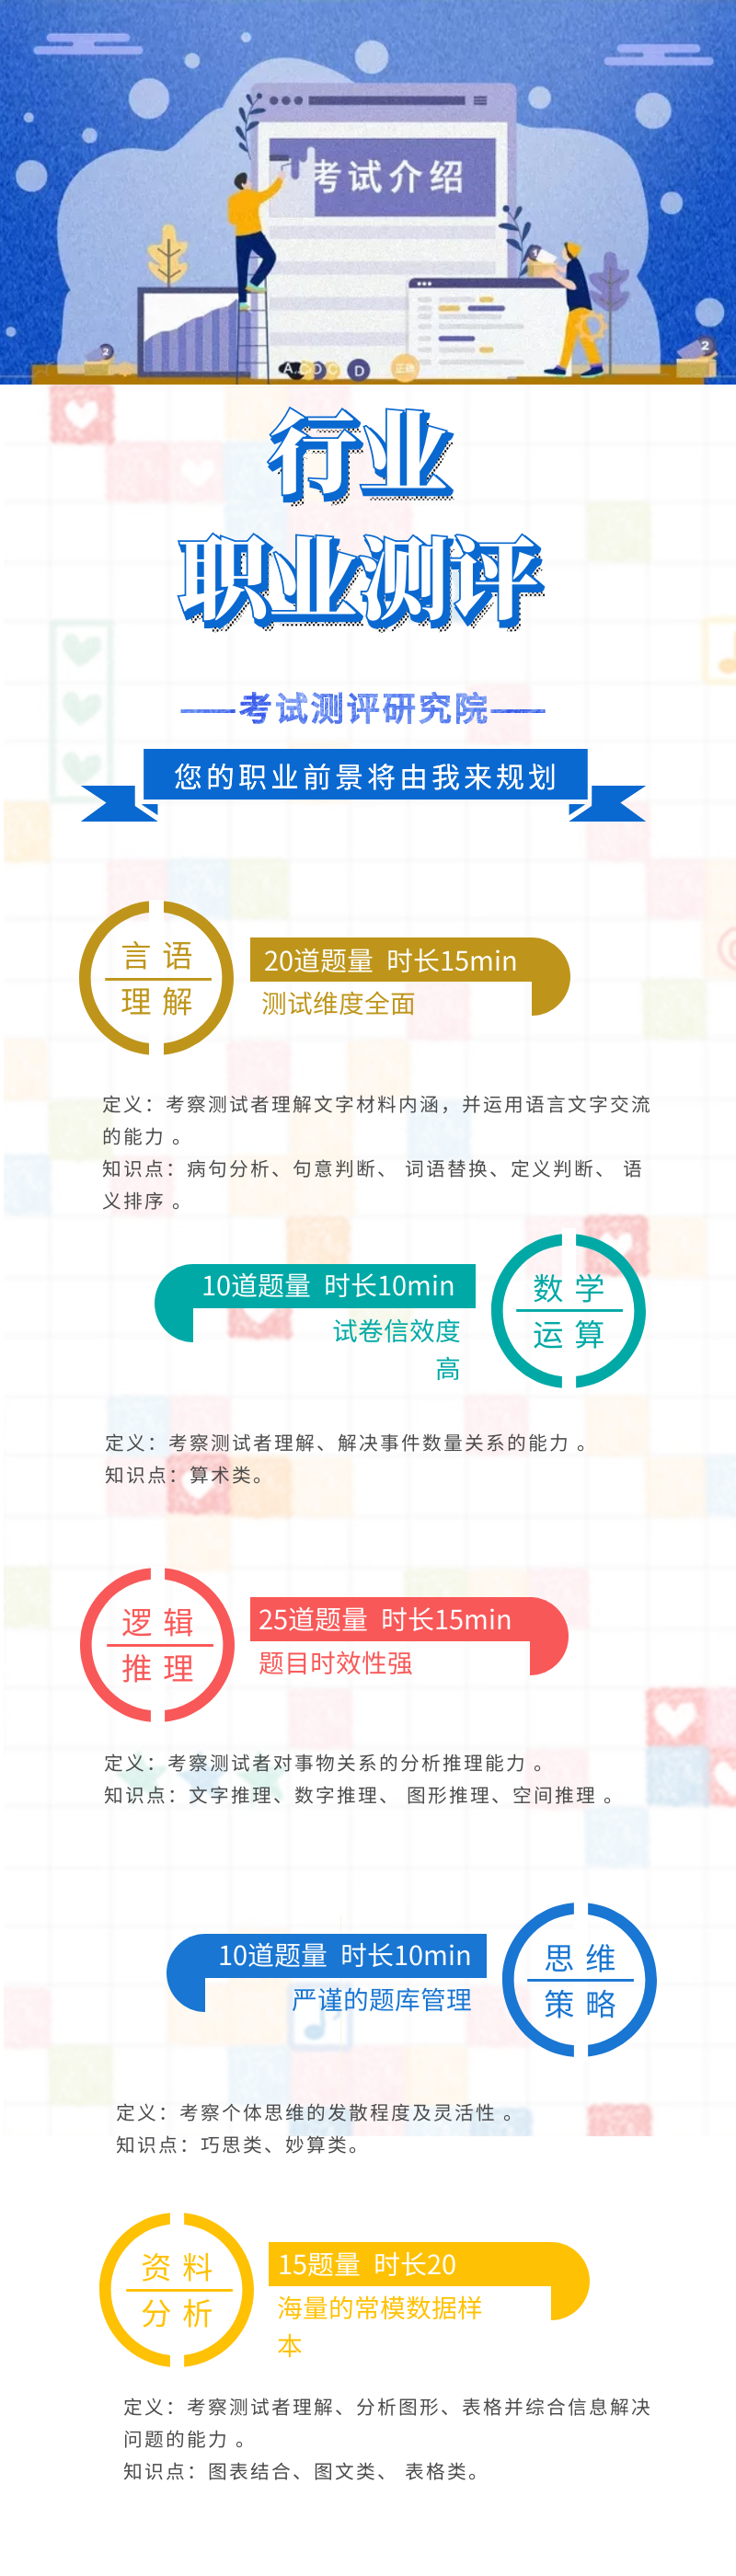 考试介绍
2
A
C
D
C
D
正确
1
2
行业
职业测评
——考试测评研究院——
您的职业前景将由我来规划
言语
理解
20道题量 时长15min
测试维度全面
定义：考察测试者理解文字材料内涵，并运用语言文字交流
的能力 。
知识点：病句分析、句意判断、 词语替换、定义判断、 语
义排序 。
10道题量 时长10min
试卷信效度
高
数学
运算
定义：考察测试者理解、解决事件数量关系的能力 。
知识点：算术类。
逻辑
推理
25道题量 时长15min
题目时效性强
定义：考察测试者对事物关系的分析推理能力 。
知识点：文字推理、数字推理、 图形推理、空间推理 。
10道题量 时长10min
严谨的题库管理
思维
策略
定义：考察个体思维的发散程度及灵活性 。
知识点：巧思类、妙算类。
资料
分析
15题量 时长20
海量的常模数据样
本
定义：考察测试者理解、分析图形、表格并综合信息解决
问题的能力 。
知识点：图表结合、图文类、 表格类。